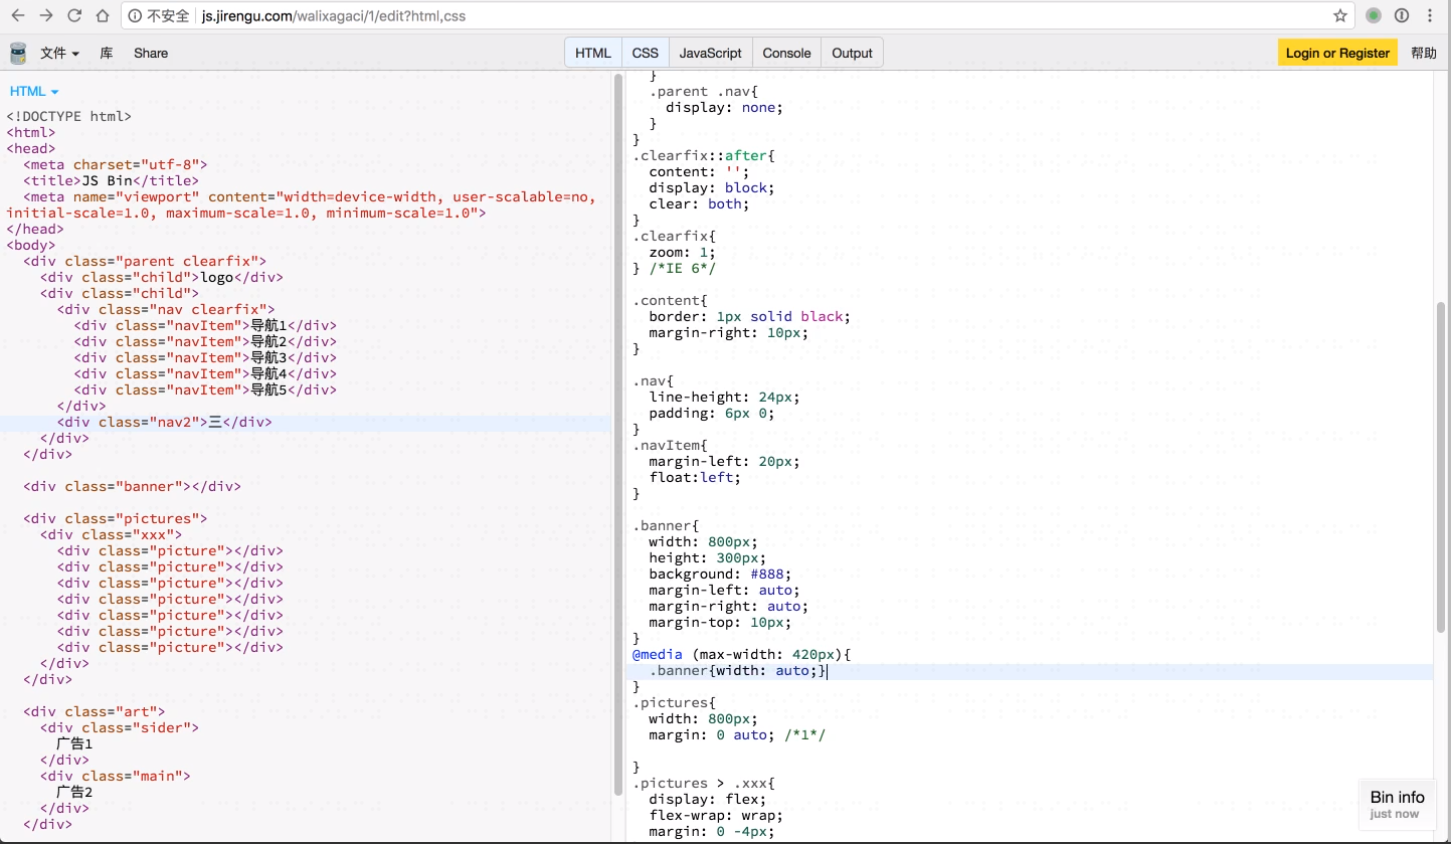 不安全 js.jirengu.com/walixagaci/1/edit?html,css
文件 库 Share HTML CSS JavaScript Console Output Login or Register 帮助
HTML
<!DOCTYPE html>
<html>
<head>
<meta charset="utf-8">
<title>JS Bin</title>
<meta name="viewport" content="width=device-width, user-scalable=no,
initial-scale=1.0, maximum-scale=1.0, minimum-scale=1.0">
</head>
<body>
<div class="parent clearfix">
<div class="child">logo</div>
<div class="child">
<div class="nav clearfix">
<div class="navItem">导航1</div>
<div class="navItem">导航2</div>
<div class="navItem">导航3</div>
<div class="navItem">导航4</div>
<div class="navItem">导航5</div>
</div>
<div class="nav2">三</div>
</div>
</div>
<div class="banner"></div>
<div class="pictures">
<div class="xxx">
<div class="picture"></div>
<div class="picture"></div>
<div class="picture"></div>
<div class="picture"></div>
<div class="picture"></div>
<div class="picture"></div>
<div class="picture"></div>
</div>
</div>
<div class="art">
<div class="sider">
广告1
</div>
<div class="main">
广告2
</div>
</div>
}
.parent .nav{
display: none;
}
}
.clearfix::after{
content: '';
display: block;
clear: both;
}
.clearfix{
zoom: 1;
} /*IE 6*/
.content{
border: 1px solid black;
margin-right: 10px;
}
.nav{
line-height: 24px;
padding: 6px 0;
}
.navItem{
margin-left: 20px;
float:left;
}
.banner{
width: 800px;
height: 300px;
background: #888;
margin-left: auto;
margin-right: auto;
margin-top: 10px;
}
@media (max-width: 420px){
.banner{width: auto;}
}
.pictures{
width: 800px;
margin: 0 auto; /*1*/
}
.pictures > .xxx{
display: flex;
flex-wrap: wrap;
margin: 0 -4px;
Bin info
just now